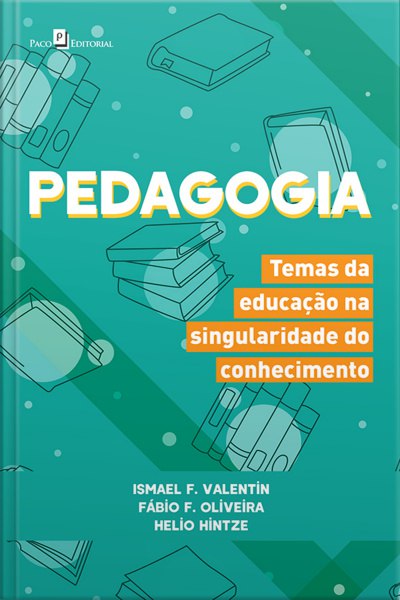 PACO EDITORIAL
PEDAGOGIA
Temas da
educação na
singularidade do
conhecimento
ISMAEL F. VALENTIN
FÁBIO F. OLIVEIRA
HELIO HINTZE